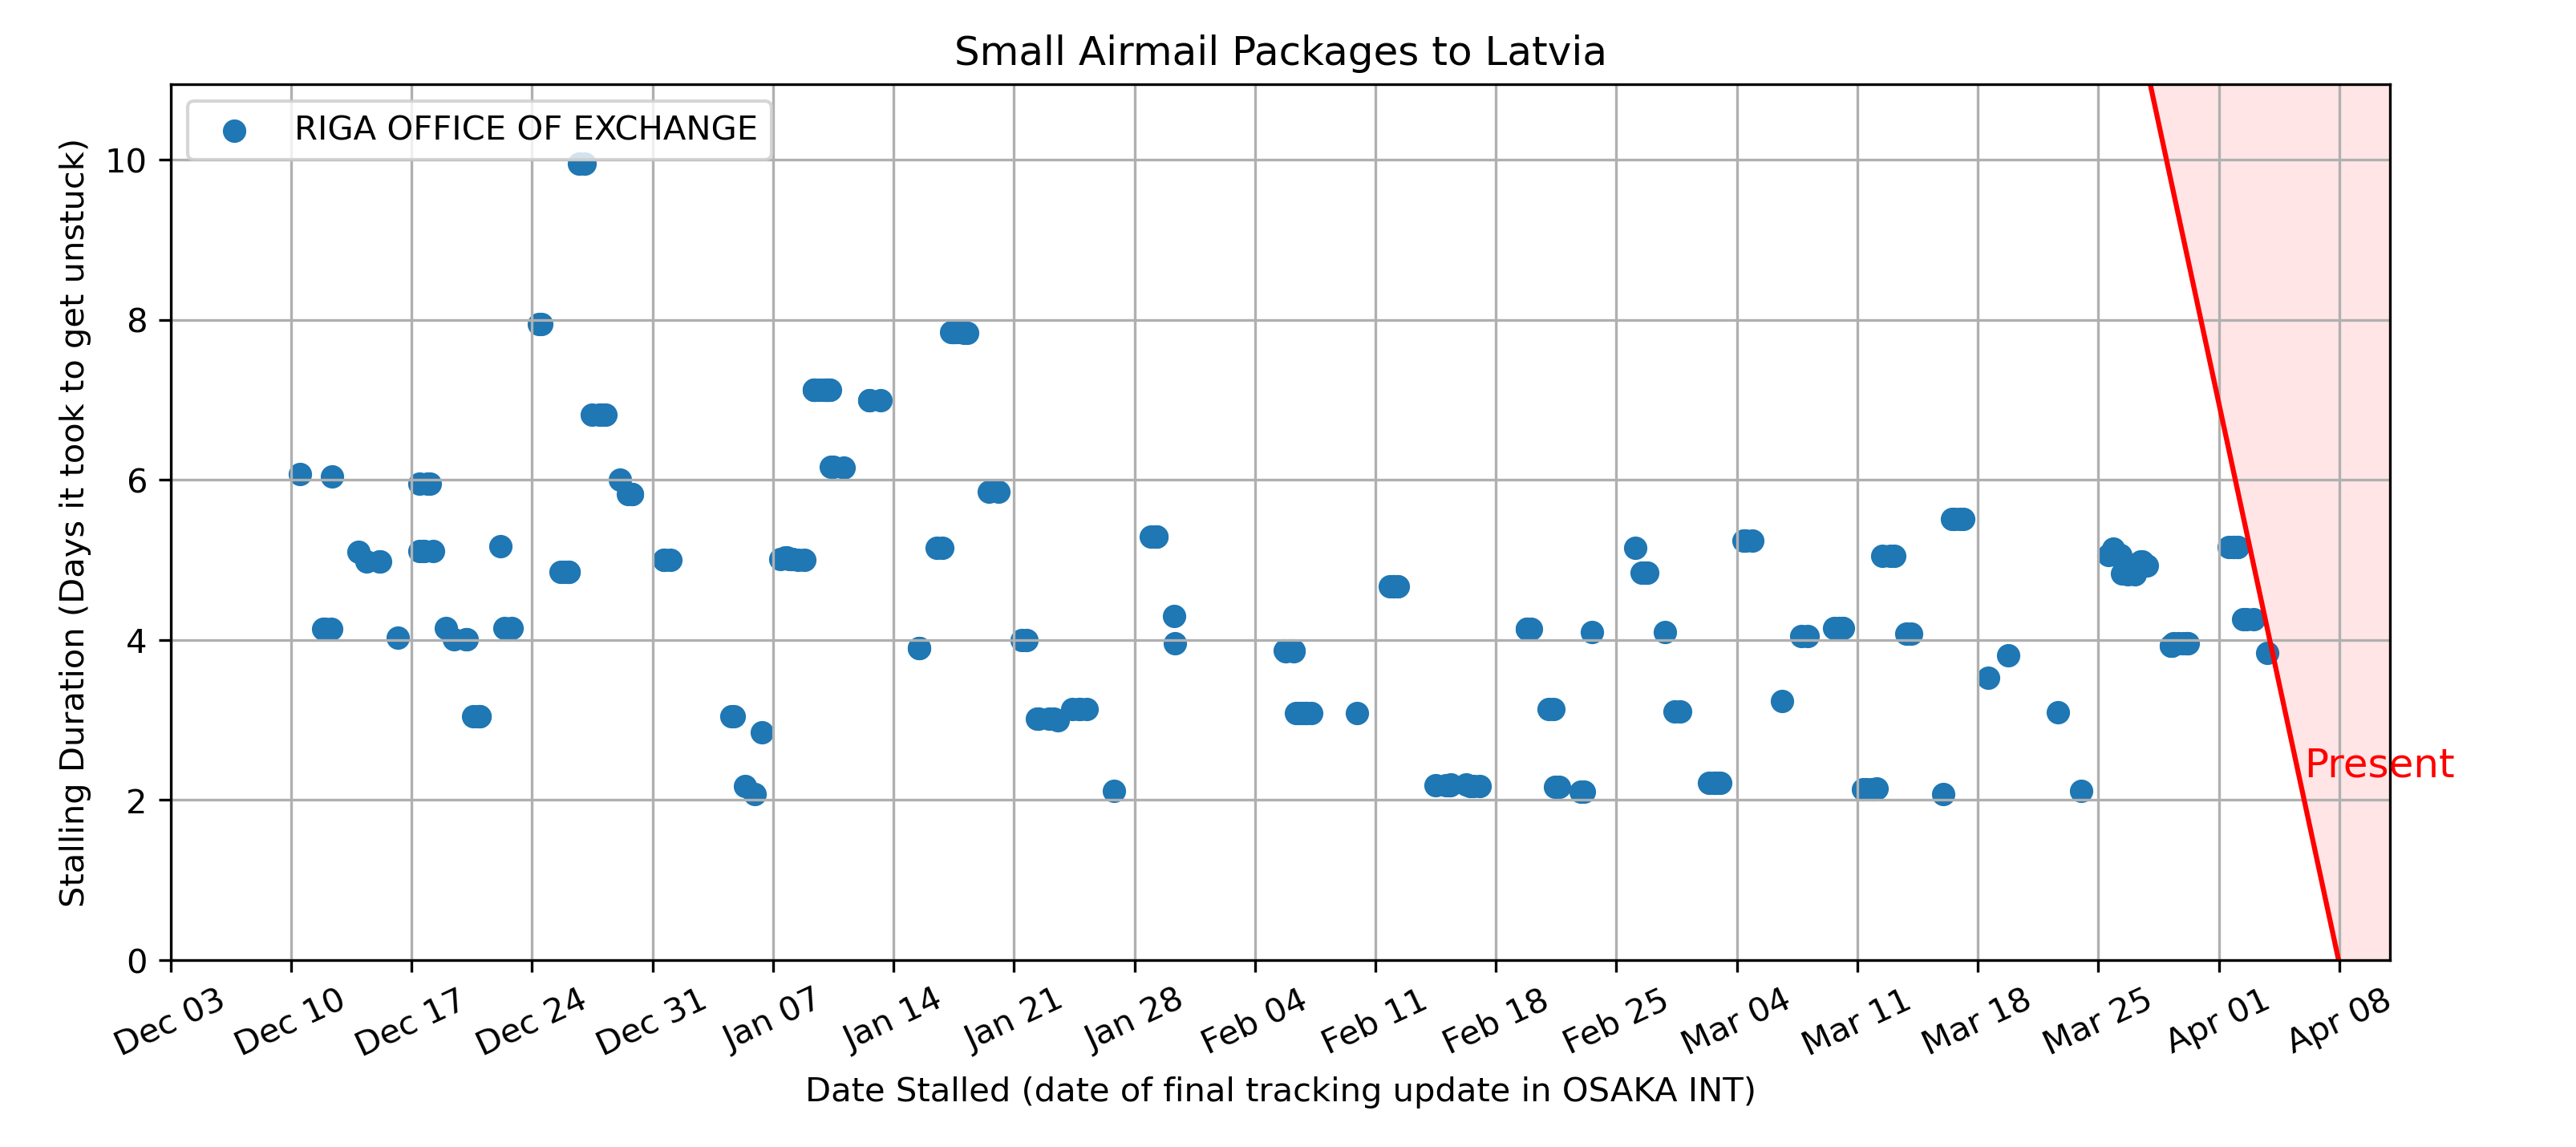 Small Airmail Packages to Latvia
RIGA OFFICE OF EXCHANGE
Stalling Duration (Days it took to get unstuck)
10
8
6
4
2
0
Present
Dec 03 Dec 10 Dec 17 Dec 24 Dec 31 Jan 07 Jan 14 Jan 21 Jan 28 Feb 04 Feb 11 Feb 18 Feb 25 Mar 04 Mar 11 Mar 18 Mar 25 Apr 01 Apr 08
Date Stalled (date of final tracking update in OSAKA INT)